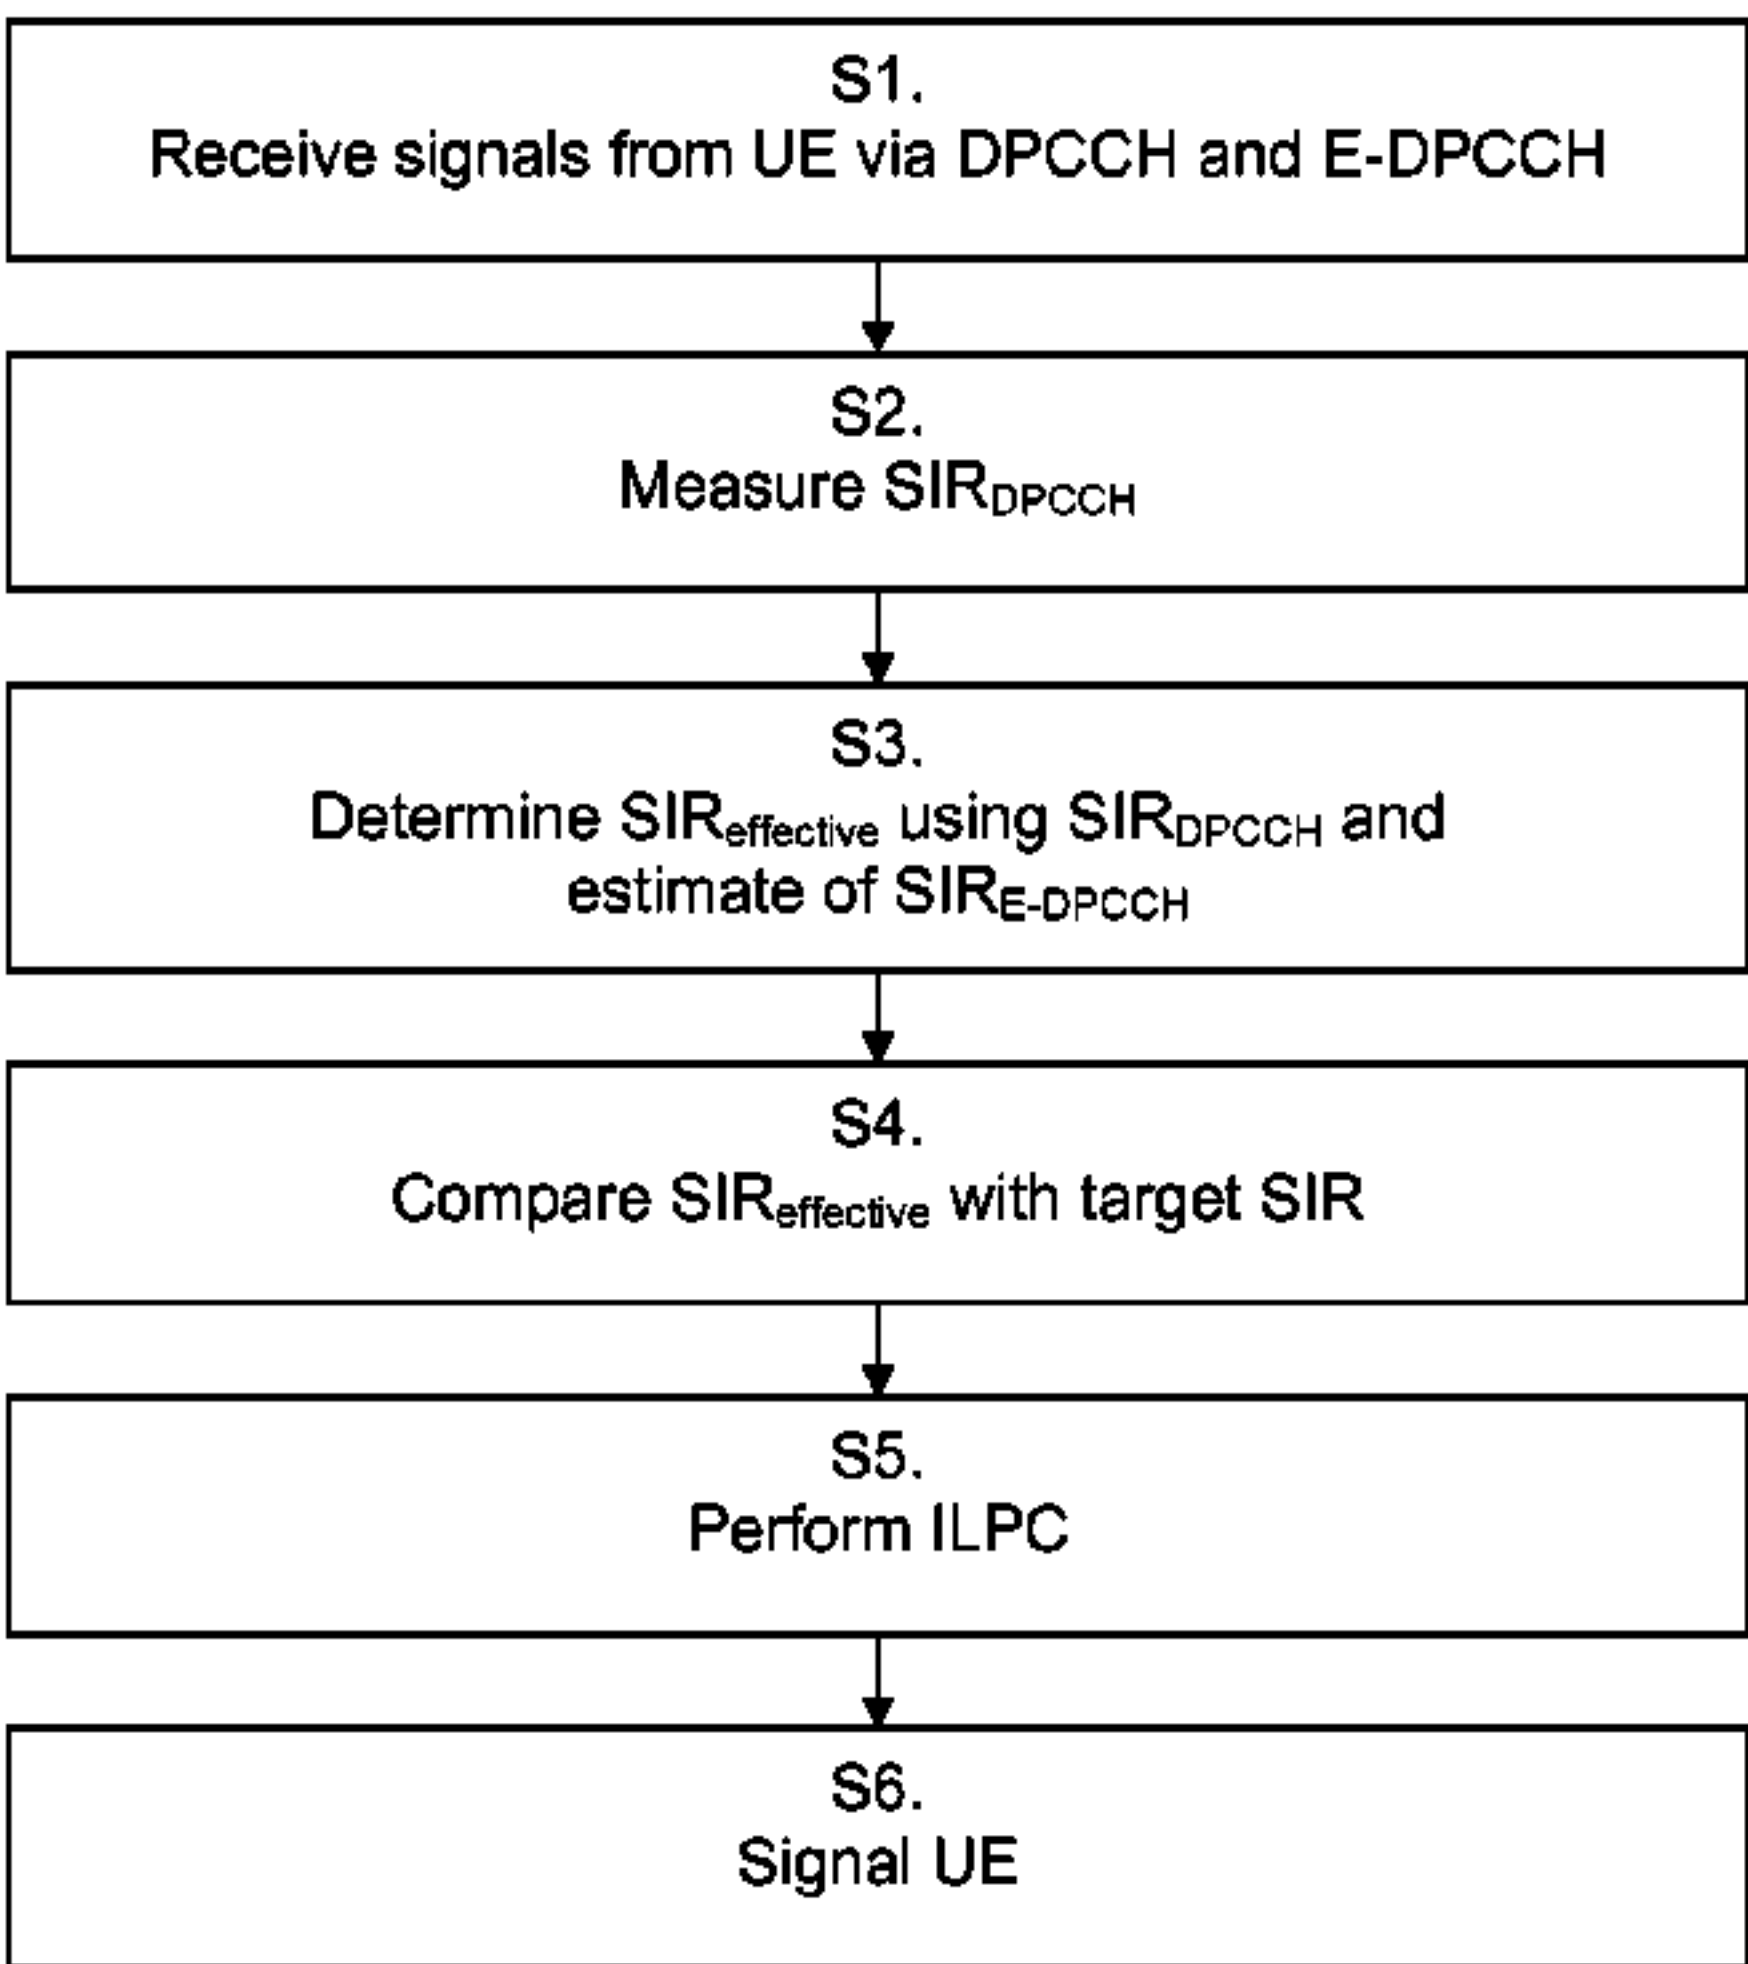 S1.
Receive signals from UE via DPCCH and E-DPCCH
S2.
Measure SIRDPCCH
S3.
Determine SIReffective using SIRDPCCH and
estimate of SIRE-DPCCH
S4.
Compare SIReffective with target SIR
S5.
Perform ILPC
S6.
Signal UE